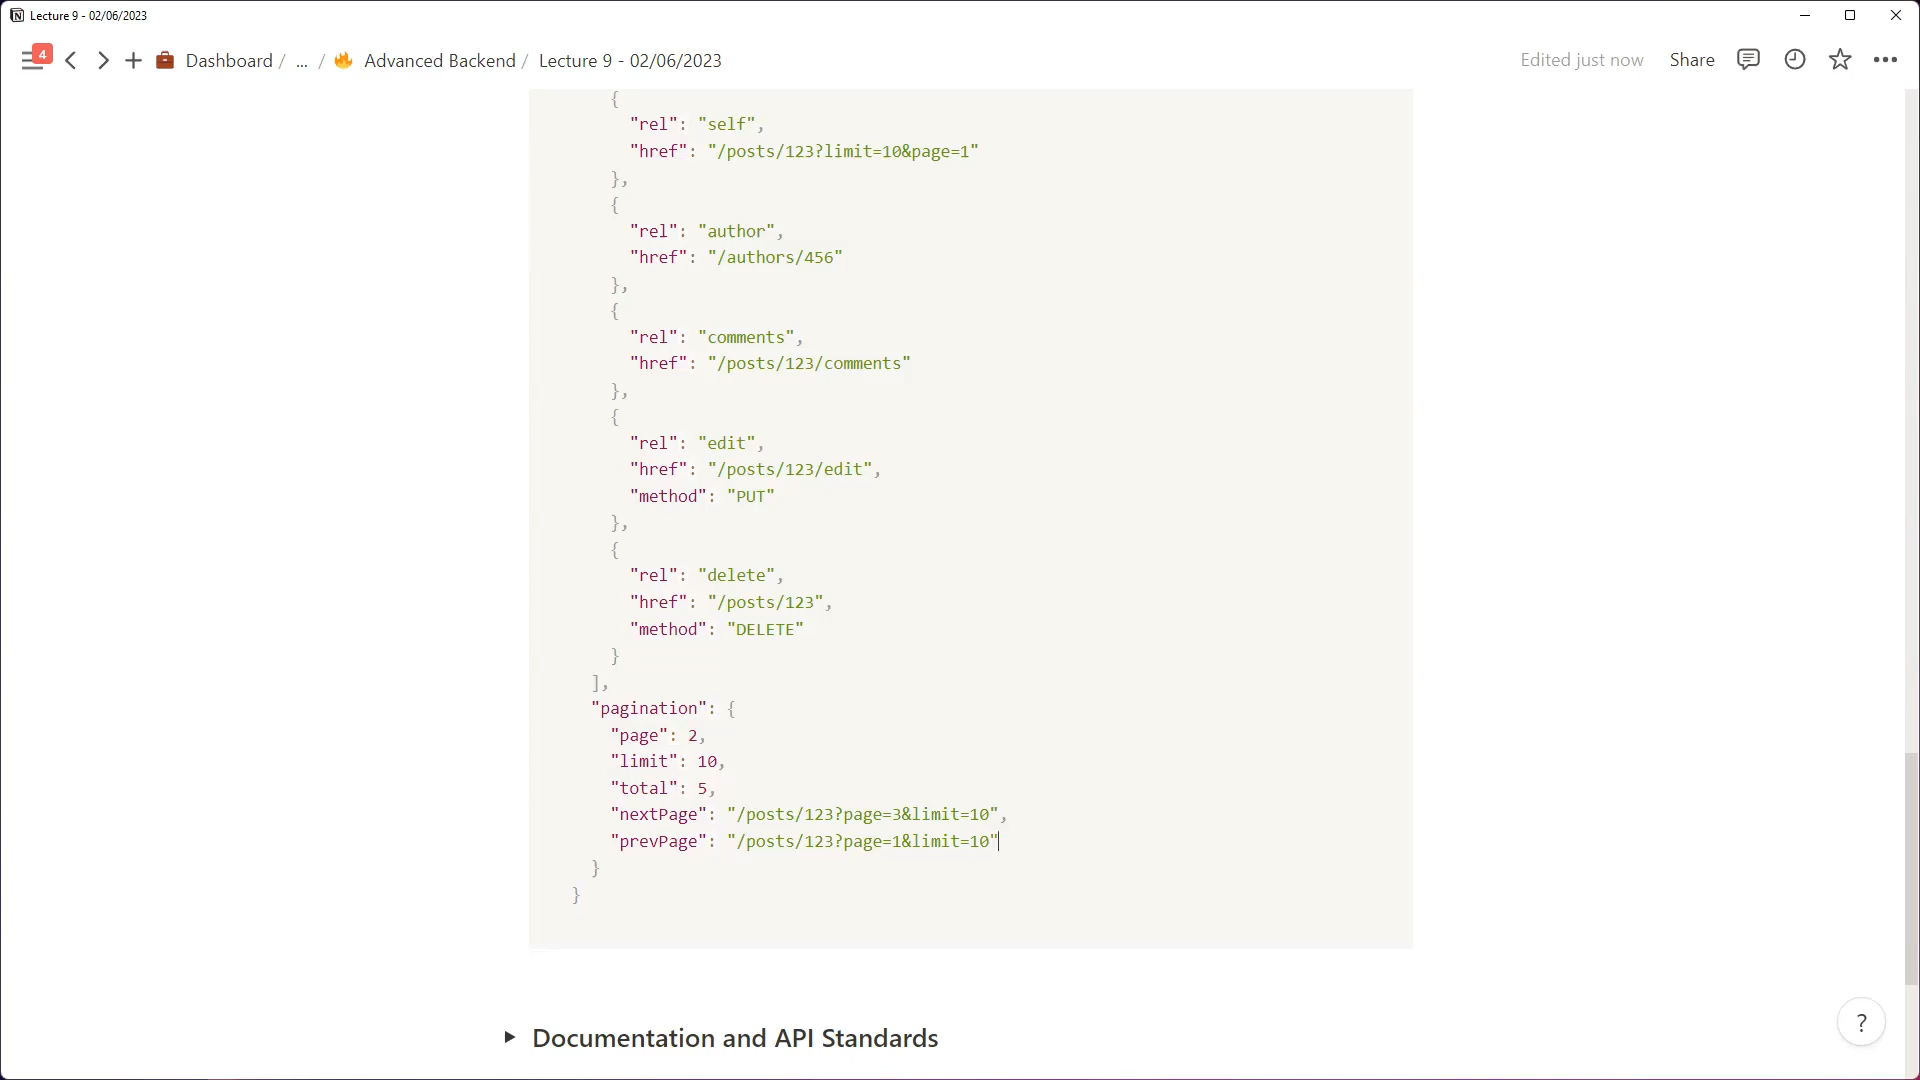 Lecture 9 - 02/06/2023
4
Dashboard / ... / Advanced Backend / Lecture 9 - 02/06/2023
Edited just now
Share
{
"rel": "self",
"href": "/posts/123?limit=10&page=1"
},
{
"rel": "author",
"href": "/authors/456"
},
{
"rel": "comments",
"href": "/posts/123/comments"
},
{
"rel": "edit",
"href": "/posts/123/edit",
"method": "PUT"
},
{
"rel": "delete",
"href": "/posts/123",
"method": "DELETE"
}
],
"pagination": {
"page": 2,
"limit": 10,
"total": 5,
"nextPage": "/posts/123?page=3&limit=10",
"prevPage": "/posts/123?page=1&limit=10"
}
}
Documentation and API Standards
?